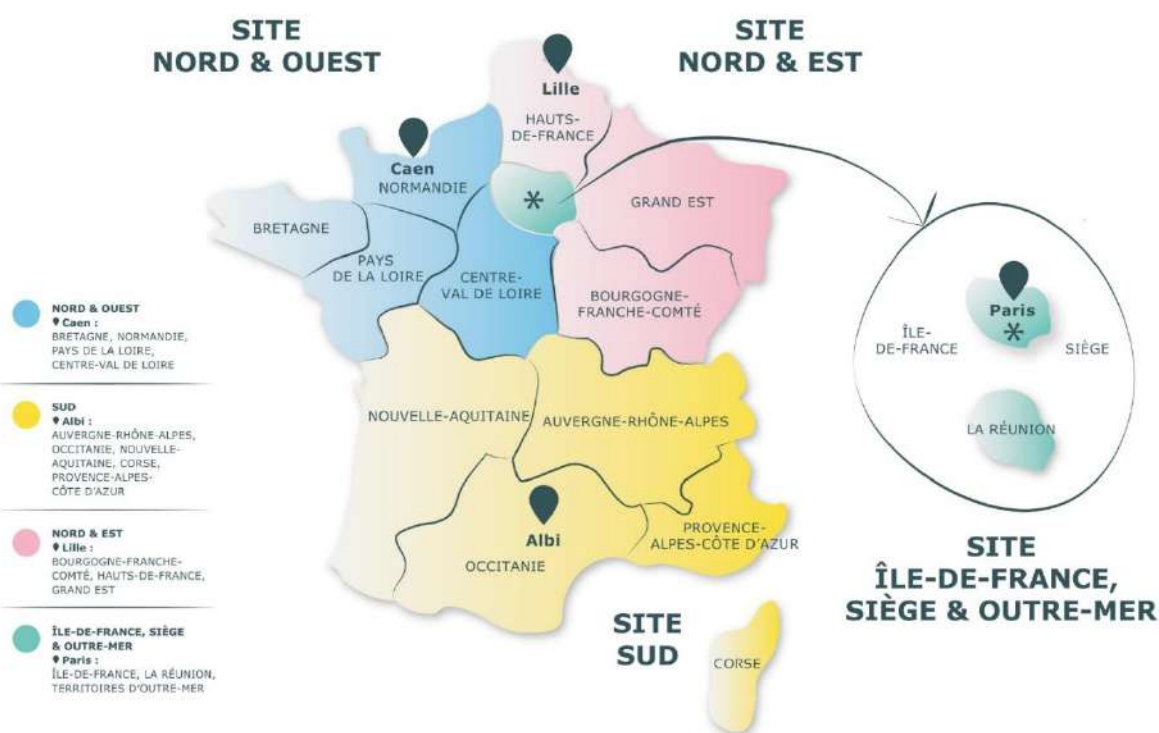 SITE
NORD & OUEST
SITE
NORD & EST
Lille
HAUTS-
DE-FRANCE
Caen
NORMANDIE
GRAND EST
BRETAGNE
PAYS
DE LA LOIRE
CENTRE-
VAL DE LOIRE
BOURGOGNE-
FRANCHE-COMTÉ
NOUVELLE-AQUITAINE
AUVERGNE-RHÔNE-ALPES
Albi
OCCITANIE
PROVENCE-
ALPES-CÔTE D'AZUR
CORSE
SITE
SUD
Paris
ÎLE-
DE-FRANCE
SIÈGE
LA RÉUNION
SITE
ÎLE-DE-FRANCE,
SIÈGE & OUTRE-MER
NORD & OUEST
Caen :
BRETAGNE, NORMANDIE,
PAYS DE LA LOIRE,
CENTRE-VAL DE LOIRE
SUD
Albi :
AUVERGNE-RHÔNE-ALPES,
OCCITANIE, NOUVELLE-
AQUITAINE, CORSE,
PROVENCE-ALPES-
CÔTE D'AZUR
NORD & EST
Lille :
BOURGOGNE-FRANCHE-
COMTÉ, HAUTS-DE-FRANCE,
GRAND EST
ÎLE-DE-FRANCE, SIÈGE
& OUTRE-MER
Paris :
ÎLE-DE-FRANCE, LA RÉUNION,
TERRITOIRES D'OUTRE-MER